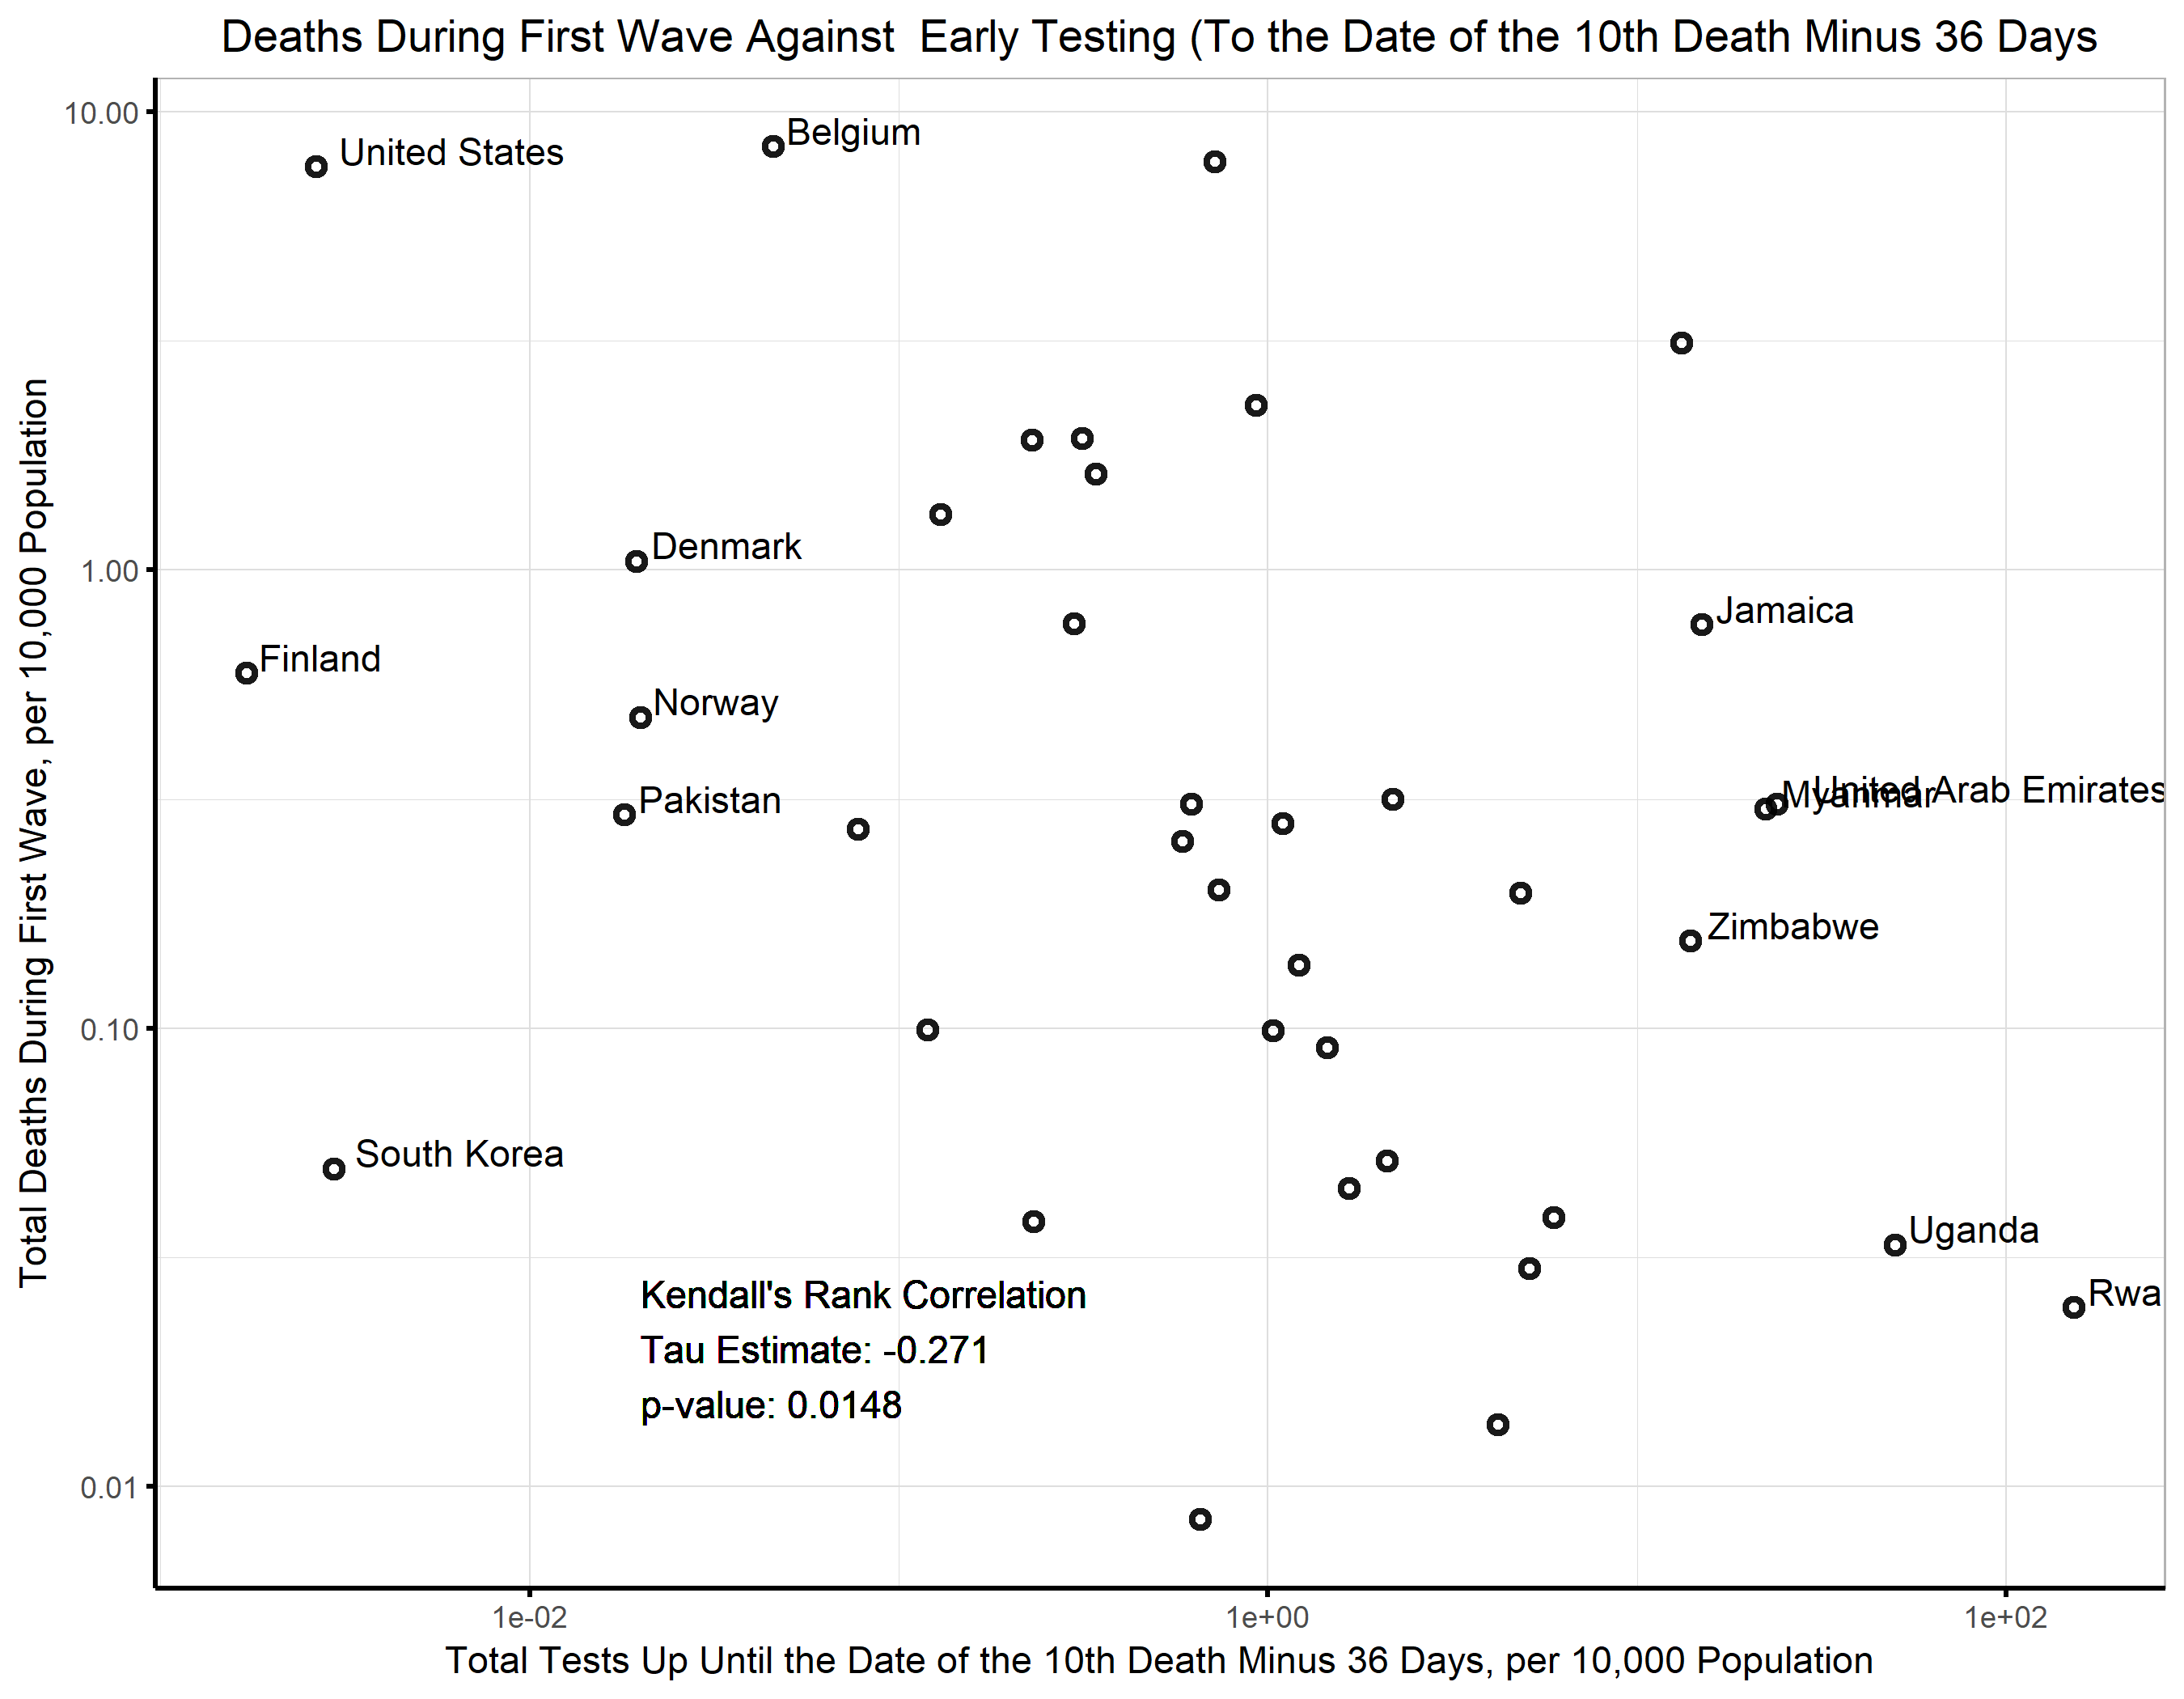 Deaths During First Wave Against  Early Testing (To the Date of the 10th Death Minus 36 Days
Total Deaths During First Wave, per 10,000 Population
10.00
1.00
0.10
0.01
United States
Belgium
Denmark
Jamaica
Finland
Norway
Pakistan
Myanmar
United Arab Emirates
Zimbabwe
South Korea
Uganda
Rwa
Kendall's Rank Correlation
Tau Estimate: -0.271
p-value: 0.0148
1e-02
1e+00
1e+02
Total Tests Up Until the Date of the 10th Death Minus 36 Days, per 10,000 Population